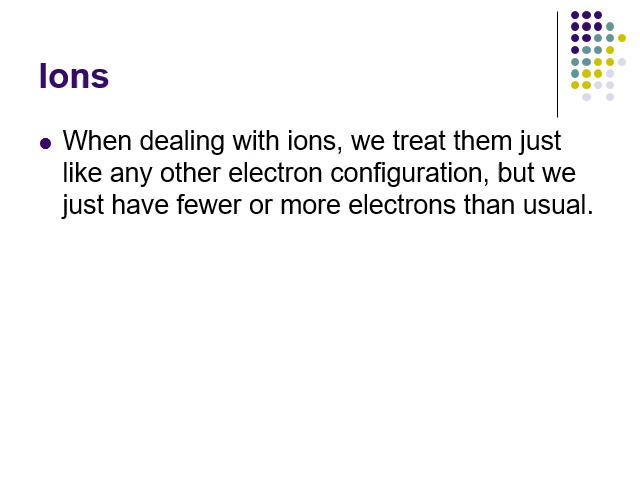 Ions
When dealing with ions, we treat them just
like any other electron configuration, but we
just have fewer or more electrons than usual.